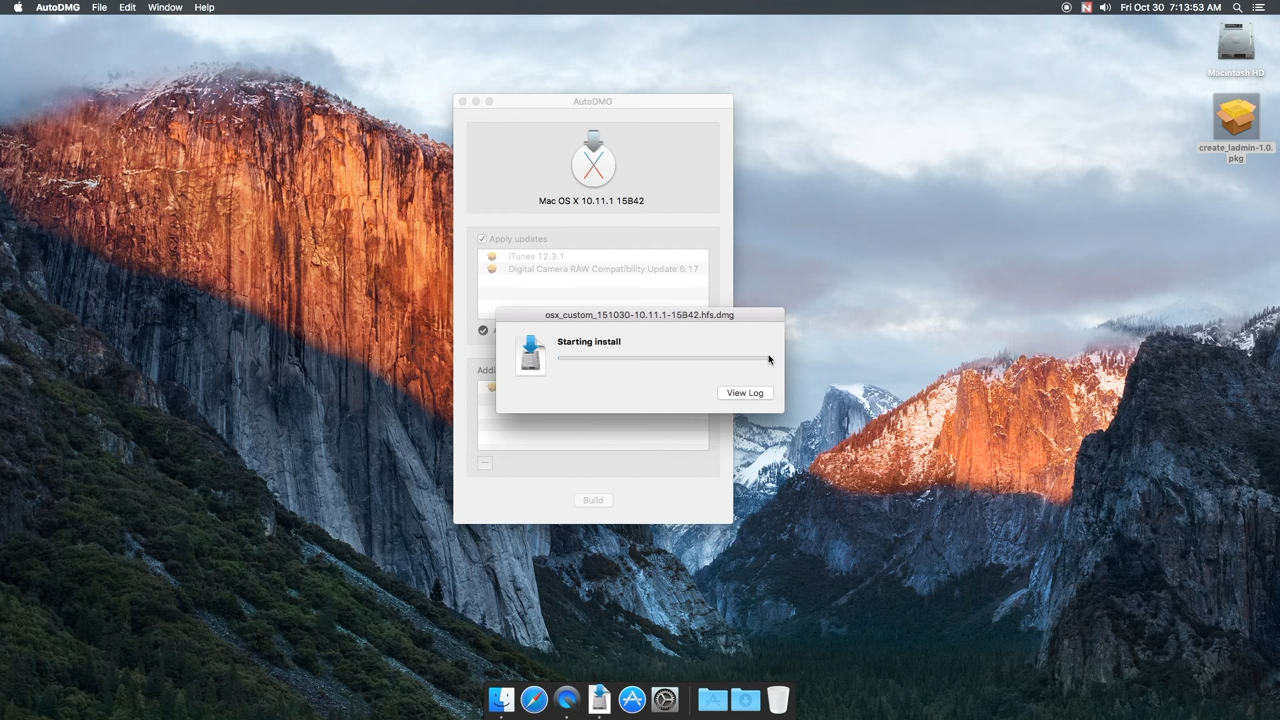 AutoDMG File Edit Window Help
Fri Oct 30 7:13:53 AM
Macintosh HD
create_ladmin-1.0.
pkg
AutoDMG
Mac OS X 10.11.1 15B42
Apply updates
iTunes 12.3.1
Digital Camera RAW Compatibility Update 6.17
osx_custom_151030-10.11.1-15B42.hfs.dmg
Starting install
View Log
Addi
Build